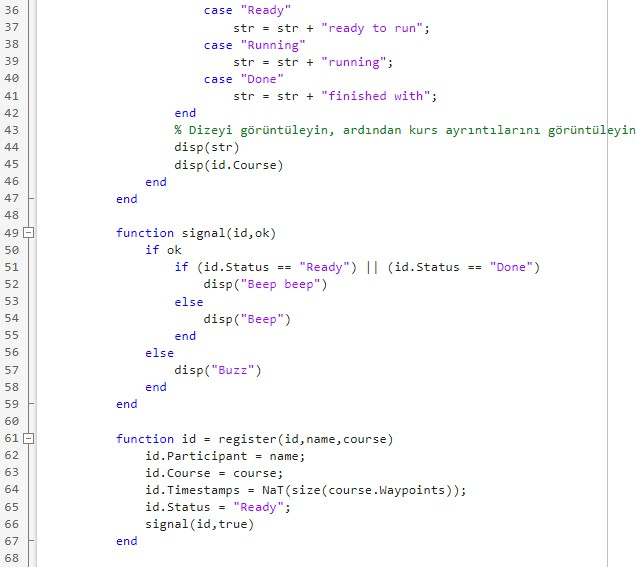 36 case "Ready"
37 str = str + "ready to run";
38 case "Running"
39 str = str + "running";
40 case "Done"
41 str = str + "finished with";
42 end
43 % Dizeyi görüntüleyin, ardından kurs ayrıntılarını görüntüleyin
44 disp(str)
45 disp(id.Course)
46 end
47 end
48
49 function signal(id,ok)
50 if ok
51 if (id.Status == "Ready") || (id.Status == "Done")
52 disp("Beep beep")
53 else
54 disp("Beep")
55 end
56 else
57 disp("Buzz")
58 end
59 end
60
61 function id = register(id,name,course)
62 id.Participant = name;
63 id.Course = course;
64 id.Timestamps = NaT(size(course.Waypoints));
65 id.Status = "Ready";
66 signal(id,true)
67 end
68